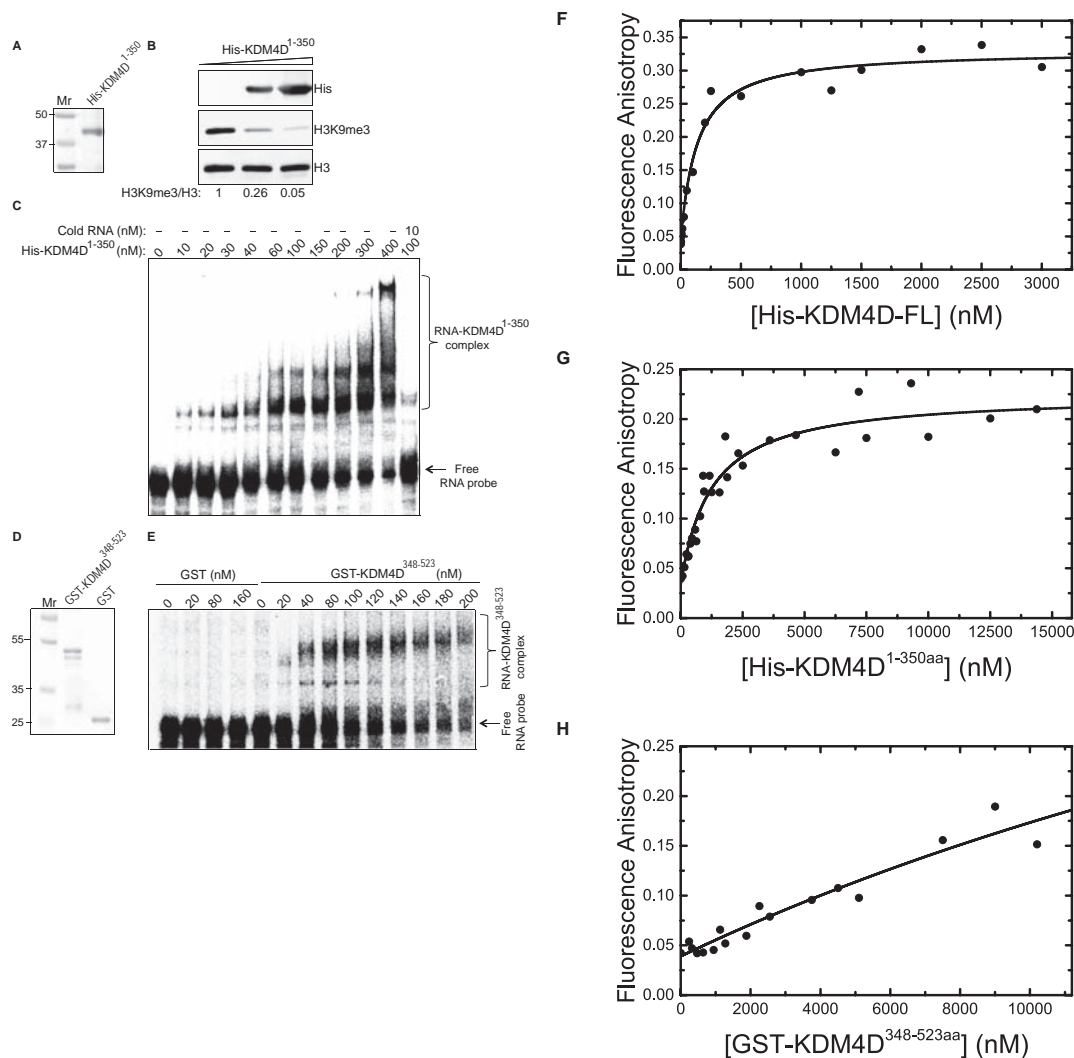 A
Mr
His-KDM4D1-350
50
37
B
His-KDM4D1-350
His
H3K9me3
H3
H3K9me3/H3: 1 0.26 0.05
C
Cold RNA (nM): – – – – – – – – – – – 10
His-KDM4D1-350 (nM): 0 10 20 30 40 60 100 150 200 300 400 100
RNA-KDM4D1-350
complex
Free
RNA probe
D
Mr
GST-KDM4D348-523
GST
55
35
25
E
GST (nM) GST-KDM4D348-523 (nM)
0 20 80 160 0 20 40 80 100 120 140 160 180 200
RNA-KDM4D348-523
complex
Free
RNA probe
F
Fluorescence Anisotropy
0.35
0.30
0.25
0.20
0.15
0.10
0.05
0.00
0 500 1000 1500 2000 2500 3000
[His-KDM4D-FL] (nM)
G
Fluorescence Anisotropy
0.25
0.20
0.15
0.10
0.05
0.00
0 2500 5000 7500 10000 12500 15000
[His-KDM4D1-350aa] (nM)
H
Fluorescence Anisotropy
0.25
0.20
0.15
0.10
0.05
0.00
0 2000 4000 6000 8000 10000
[GST-KDM4D348-523aa] (nM)